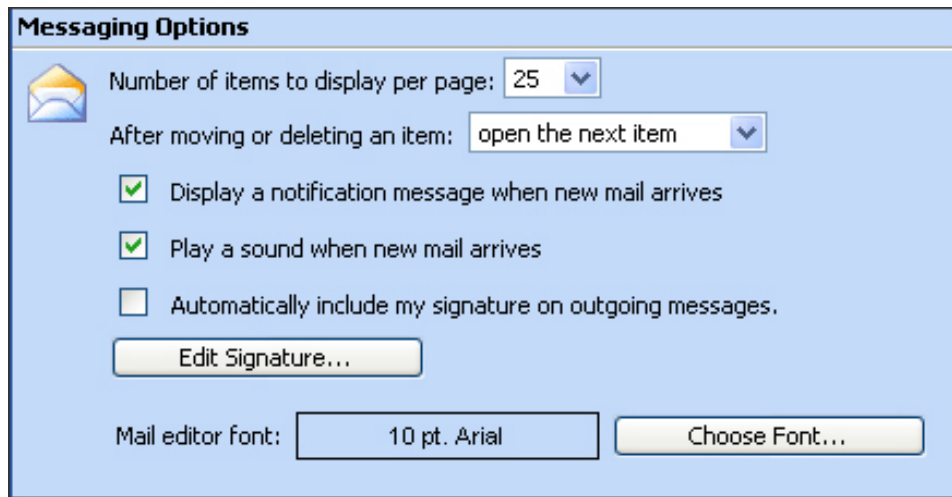 Messaging Options
Number of items to display per page: 25
After moving or deleting an item: open the next item
Display a notification message when new mail arrives
Play a sound when new mail arrives
Automatically include my signature on outgoing messages.
Edit Signature...
Mail editor font: 10 pt. Arial Choose Font...